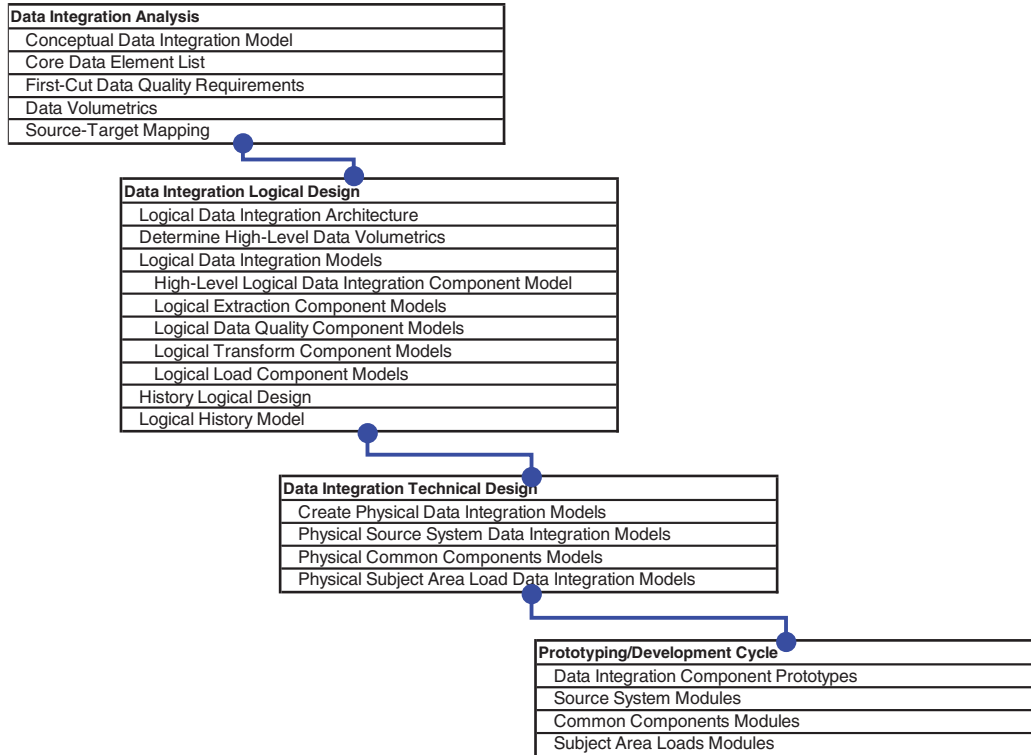 Data Integration Analysis
Conceptual Data Integration Model
Core Data Element List
First-Cut Data Quality Requirements
Data Volumetrics
Source-Target Mapping
Data Integration Logical Design
Logical Data Integration Architecture
Determine High-Level Data Volumetrics
Logical Data Integration Models
High-Level Logical Data Integration Component Model
Logical Extraction Component Models
Logical Data Quality Component Models
Logical Transform Component Models
Logical Load Component Models
History Logical Design
Logical History Model
Data Integration Technical Design
Create Physical Data Integration Models
Physical Source System Data Integration Models
Physical Common Components Models
Physical Subject Area Load Data Integration Models
Prototyping/Development Cycle
Data Integration Component Prototypes
Source System Modules
Common Components Modules
Subject Area Loads Modules